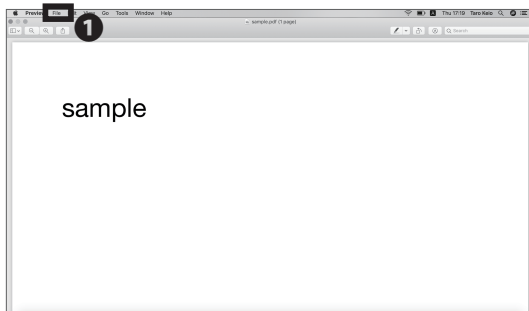 Preview File Edit View Go Tools Window Help Thu 17:19 Taro Keio
sample.pdf (1 page)
Search
1
sample